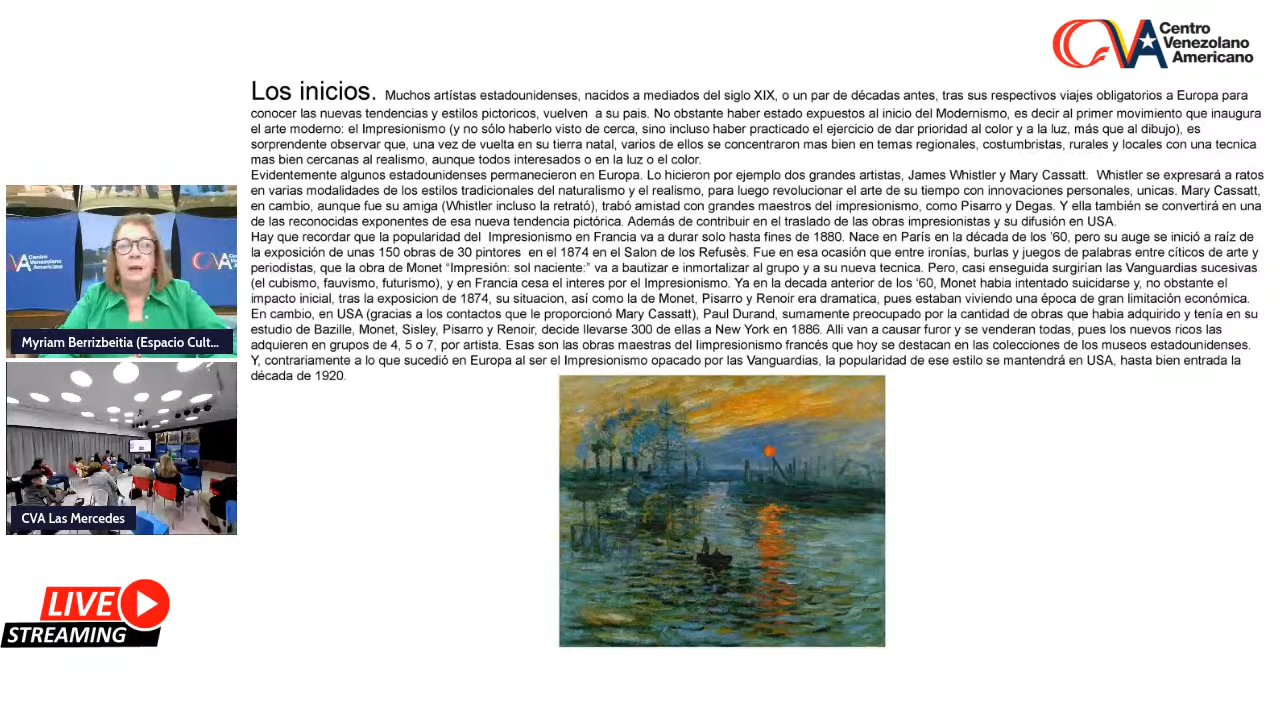 Centro
Venezolano
Americano
CVA
Los inicios. Muchos artístas estadounidenses, nacidos a mediados del siglo XIX, o un par de décadas antes, tras sus respectivos viajes obligatorios a Europa para
conocer las nuevas tendencias y estilos pictoricos, vuelven a su pais. No obstante haber estado expuestos al inicio del Modernismo, es decir al primer movimiento que inaugura
el arte moderno: el Impresionismo (y no sólo haberlo visto de cerca, sino incluso haber practicado el ejercicio de dar prioridad al color y a la luz, más que al dibujo), es
sorprendente observar que, una vez de vuelta en su tierra natal, varios de ellos se concentraron mas bien en temas regionales, costumbristas, rurales y locales con una tecnica
mas bien cercanas al realismo, aunque todos interesados o en la luz o el color.
Evidentemente algunos estadounidenses permanecieron en Europa. Lo hicieron por ejemplo dos grandes artistas, James Whistler y Mary Cassatt. Whistler se expresará a ratos
en varias modalidades de los estilos tradicionales del naturalismo y el realismo, para luego revolucionar el arte de su tiempo con innovaciones personales, unicas. Mary Cassatt,
en cambio, aunque fue su amiga (Whistler incluso la retrató), trabó amistad con grandes maestros del impresionismo, como Pisarro y Degas. Y ella también se convertirá en una
de las reconocidas exponentes de esa nueva tendencia pictórica. Además de contribuir en el traslado de las obras impresionistas y su difusión en USA.
Hay que recordar que la popularidad del Impresionismo en Francia va a durar solo hasta fines de 1880. Nace en París en la década de los '60, pero su auge se inició a raíz de
la exposición de unas 150 obras de 30 pintores en el 1874 en el Salon de los Refusès. Fue en esa ocasión que entre ironías, burlas y juegos de palabras entre cíticos de arte y
periodistas, que la obra de Monet “Impresión: sol naciente:” va a bautizar e inmortalizar al grupo y a su nueva tecnica. Pero, casi enseguida surgirían las Vanguardias sucesivas
(el cubismo, fauvismo, futurismo), y en Francia cesa el interes por el Impresionismo. Ya en la decada anterior de los ‘60, Monet habia intentado suicidarse y, no obstante el
impacto inicial, tras la exposicion de 1874, su situacion, así como la de Monet, Pisarro y Renoir era dramatica, pues estaban viviendo una época de gran limitación económica.
En cambio, en USA (gracias a los contactos que le proporcionó Mary Cassatt), Paul Durand, sumamente preocupado por la cantidad de obras que habia adquirido y tenía en su
estudio de Bazille, Monet, Sisley, Pisarro y Renoir, decide llevarse 300 de ellas a New York en 1886. Alli van a causar furor y se venderan todas, pues los nuevos ricos las
adquieren en grupos de 4, 5 o 7, por artista. Esas son las obras maestras del Iimpresionismo francés que hoy se destacan en las colecciones de los museos estadounidenses.
Y, contrariamente a lo que sucedió en Europa al ser el Impresionismo opacado por las Vanguardias, la popularidad de ese estilo se mantendrá en USA, hasta bien entrada la
década de 1920.
Centro
Venezolano
Americano
Myriam Berrizbeitia (Espacio Cult...
CVA Las Mercedes
LIVE
STREAMING